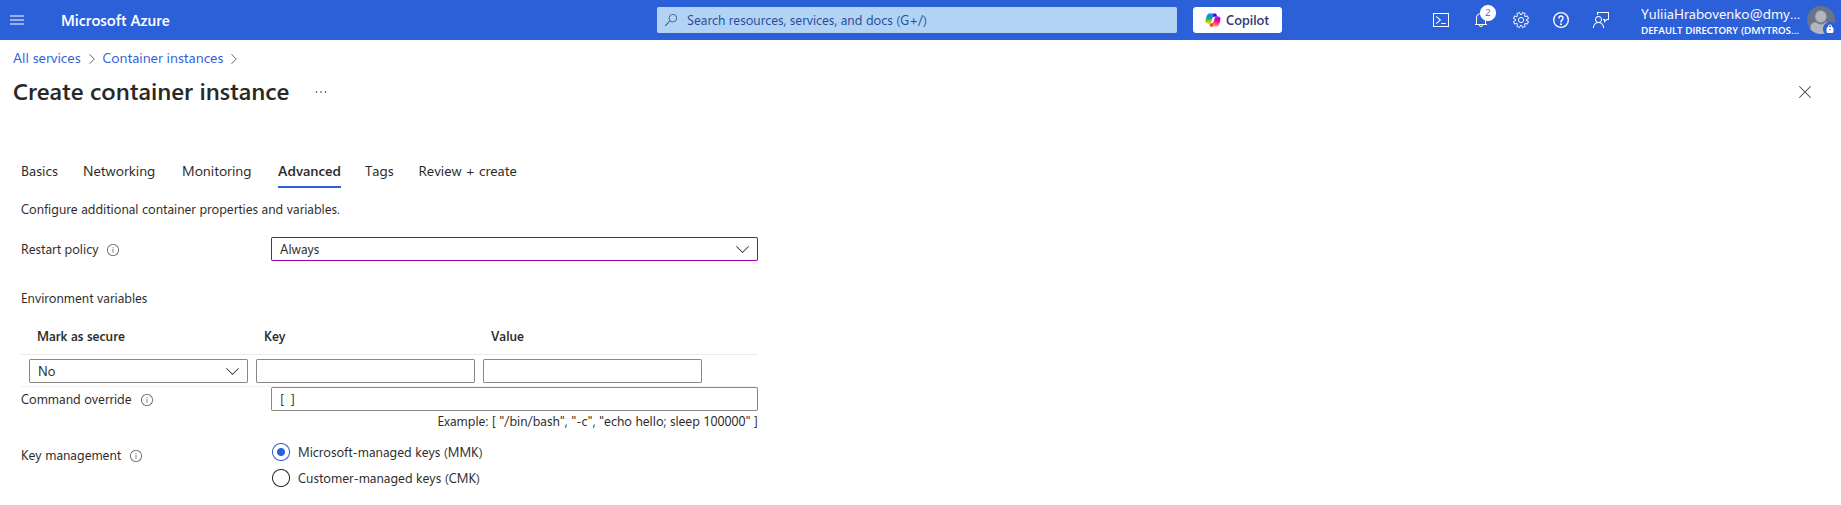 Microsoft Azure
Search resources, services, and docs (G+/)
Copilot
2
YuliiaHrabovenko@dmy...
DEFAULT DIRECTORY (DMYTROS...
All services > Container instances >
Create container instance ...
Basics Networking Monitoring Advanced Tags Review + create
Configure additional container properties and variables.
Restart policy Always
Environment variables
Mark as secure Key Value
No
Command override [ ]
Example: [ "/bin/bash", "-c", "echo hello; sleep 100000" ]
Key management Microsoft-managed keys (MMK)
Customer-managed keys (CMK)